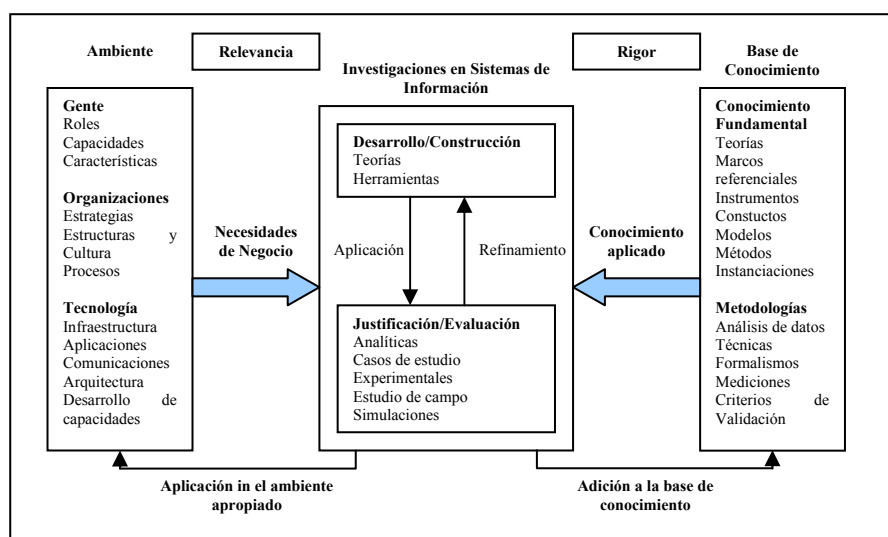 Ambiente
Relevancia
Investigaciones en Sistemas de
Información
Rigor
Base de
Conocimiento
Gente
Roles
Capacidades
Características
Organizaciones
Estrategias
Estructuras y
Cultura
Procesos
Tecnología
Infraestructura
Aplicaciones
Comunicaciones
Arquitectura
Desarrollo de
capacidades
Necesidades
de Negocio
Desarrollo/Construcción
Teorías
Herramientas
Aplicación
Refinamiento
Justificación/Evaluación
Analíticas
Casos de estudio
Experimentales
Estudio de campo
Simulaciones
Conocimiento
aplicado
Conocimiento
Fundamental
Teorías
Marcos
referenciales
Instrumentos
Constuctos
Modelos
Métodos
Instanciaciones
Metodologías
Análisis de datos
Técnicas
Formalismos
Mediciones
Criterios de
Validación
Aplicación in el ambiente
apropiado
Adición a la base de
conocimiento